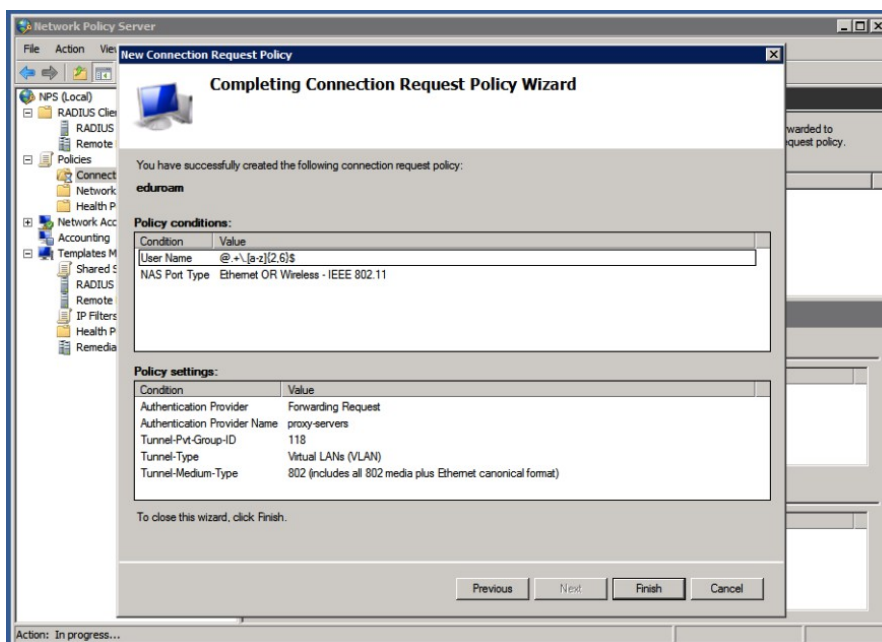 Network Policy Server
File Action View
New Connection Request Policy
Completing Connection Request Policy Wizard
NPS (Local)
RADIUS
RADIUS
Remote
Policies
Connect
Network
Health P
Network Acc
Accounting
Templates M
Shared S
RADIUS
Remote
IP Filters
Health P
Remedia
warded to
quest policy.
You have successfully created the following connection request policy:
eduroam
Policy conditions:
Condition Value
User Name @.+\.[a-z]{2,6}$
NAS Port Type Ethernet OR Wireless - IEEE 802.11
Policy settings:
Condition Value
Authentication Provider Forwarding Request
Authentication Provider Name proxy-servers
Tunnel-Pvt-Group-ID 118
Tunnel-Type Virtual LANs (VLAN)
Tunnel-Medium-Type 802 (includes all 802 media plus Ethernet canonical format)
To close this wizard, click Finish.
Previous Next Finish Cancel
Action: In progress...